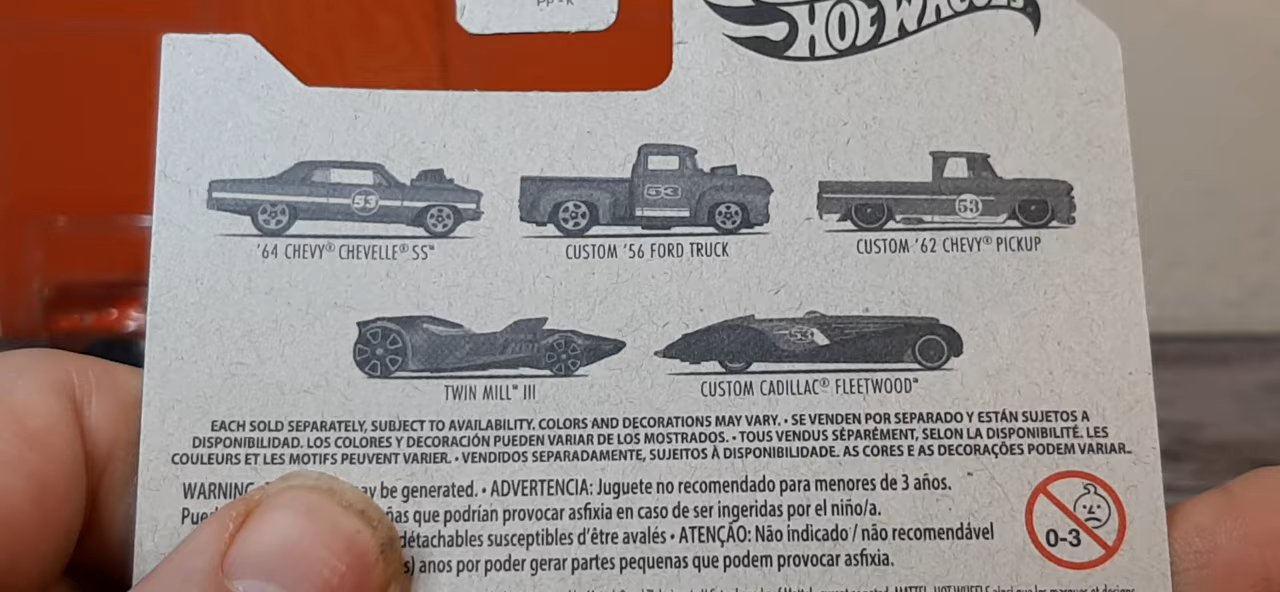 HOT WHEELS
53
53
53
'64 CHEVY® CHEVELLE® SS™
CUSTOM '56 FORD TRUCK
CUSTOM '62 CHEVY® PICKUP
53
TWIN MILL™ III
CUSTOM CADILLAC® FLEETWOOD™
EACH SOLD SEPARATELY, SUBJECT TO AVAILABILITY. COLORS AND DECORATIONS MAY VARY. • SE VENDEN POR SEPARADO Y ESTÁN SUJETOS A
DISPONIBILIDAD. LOS COLORES Y DECORACIÓN PUEDEN VARIAR DE LOS MOSTRADOS. • TOUS VENDUS SÉPARÉMENT, SELON LA DISPONIBILITÉ. LES
COULEURS ET LES MOTIFS PEUVENT VARIER. • VENDIDOS SEPARADAMENTE, SUJEITOS À DISPONIBILIDADE. AS CORES E AS DECORAÇÕES PODEM VARIAR.
WARNING be generated. • ADVERTENCIA: Juguete no recomendado para menores de 3 años.
que podrían provocar asfixia en caso de ser ingeridas por el niño/a.
détachables susceptibles d'être avalés • ATENÇÃO: Não indicado / não recomendável
s) anos por poder gerar partes pequenas que podem provocar asfixia.
0-3